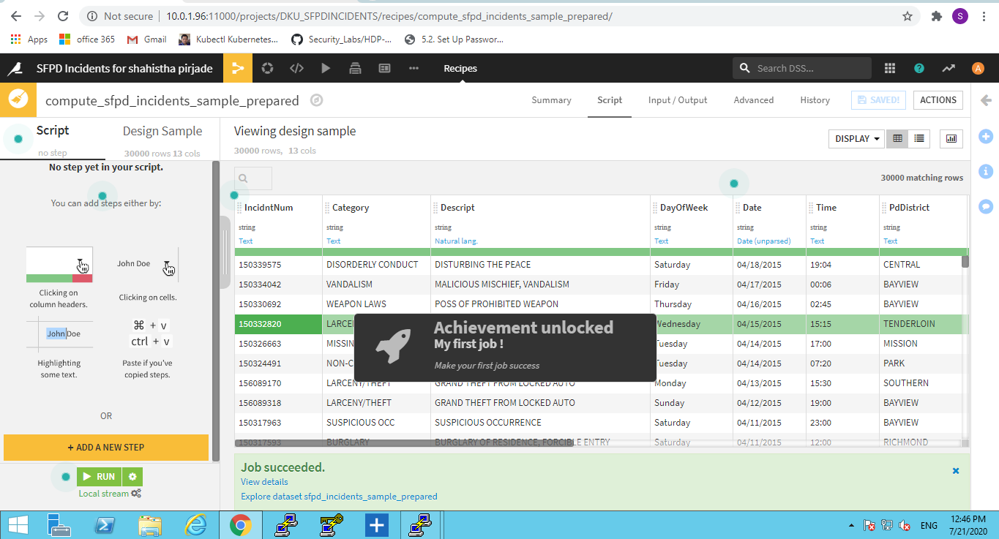 Not secure | 10.0.1.96:11000/projects/DKU_SFPDINCIDENTS/recipes/compute_sfpd_incidents_sample_prepared/
S
Apps office 365 Gmail Kubectl Kubernetes... Security_Labs/HDP-... 5.2. Set Up Passwor...
SFPD Incidents for shahistha pirjade Recipes Search DSS... ? A
compute_sfpd_incidents_sample_prepared Summary Script Input / Output Advanced History SAVED! ACTIONS
Script Design Sample
no step 30000 rows 13 cols
Viewing design sample
30000 rows, 13 cols
DISPLAY
No step yet in your script.
You can add steps either by:
John Doe
Clicking on column headers.
Clicking on cells.
John Doe
⌘ + v
ctrl + v
Highlighting some text.
Paste if you've copied steps.
OR
+ ADD A NEW STEP
RUN
Local stream
30000 matching rows
IncidntNum Category Descript DayOfWeek Date Time PdDistrict
string string string string string string string
Text Text Natural lang. Text Date (unparsed) Text Text
150339575 DISORDERLY CONDUCT DISTURBING THE PEACE Saturday 04/18/2015 19:04 CENTRAL
150334042 VANDALISM MALICIOUS MISCHIEF, VANDALISM Friday 04/17/2015 00:06 BAYVIEW
150330692 WEAPON LAWS POSS OF PROHIBITED WEAPON Thursday 04/16/2015 02:45 BAYVIEW
150332820 LARCEN Wednesday 04/15/2015 15:15 TENDERLOIN
150326663 MISSIN Tuesday 04/14/2015 17:00 MISSION
150324491 NON-C Tuesday 04/14/2015 07:20 PARK
156089170 LARCENY/THEFT GRAND THEFT FROM LOCKED AUTO Monday 04/13/2015 15:30 SOUTHERN
156089318 LARCENY/THEFT GRAND THEFT FROM LOCKED AUTO Sunday 04/12/2015 19:00 BAYVIEW
150317963 SUSPICIOUS OCC SUSPICIOUS OCCURRENCE Saturday 04/11/2015 23:00 BAYVIEW
150317593 BURGLARY BURGLARY OF RESIDENCE, FORCIBLE ENTRY Saturday 04/11/2015 12:00 RICHMOND
Achievement unlocked
My first job !
Make your first job success
Job succeeded.
View details
Explore dataset sfpd_incidents_sample_prepared
ENG
12:46 PM
7/21/2020